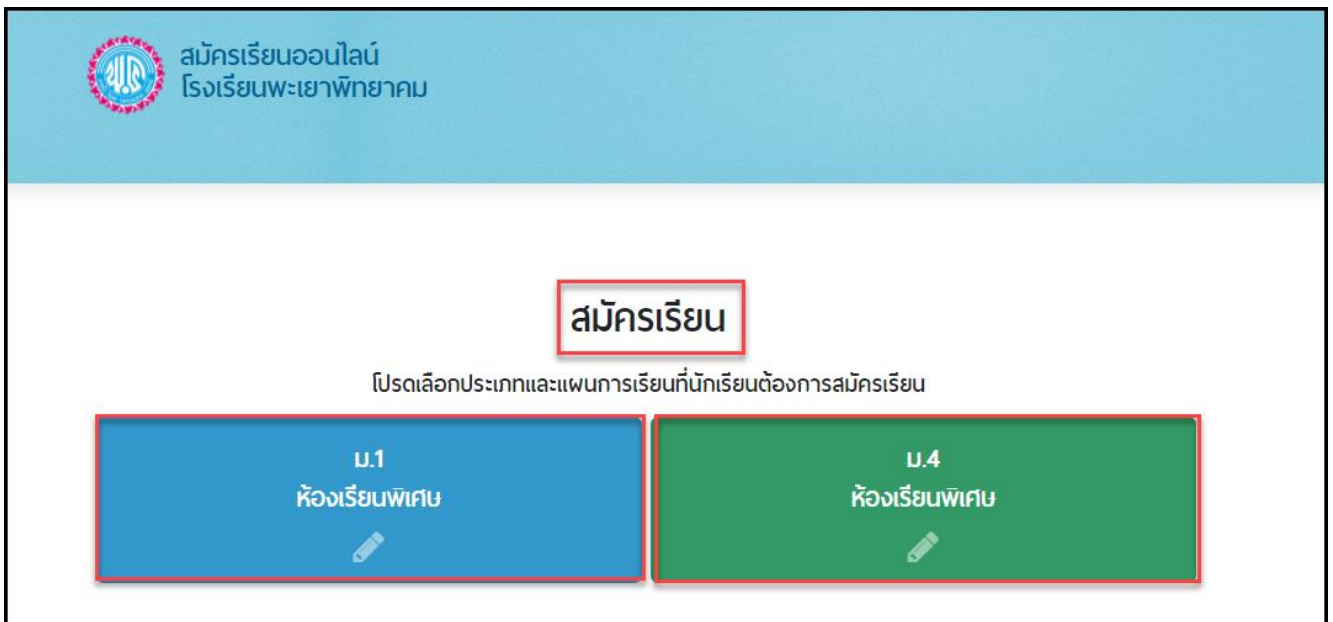 สมัครเรียนออนไลน์
โรงเรียนพะเยาพิทยาคม
สมัครเรียน
โปรดเลือกประเภทและแผนการเรียนที่นักเรียนต้องการสมัครเรียน
ม.1
ห้องเรียนพิเศษ
ม.4
ห้องเรียนพิเศษ